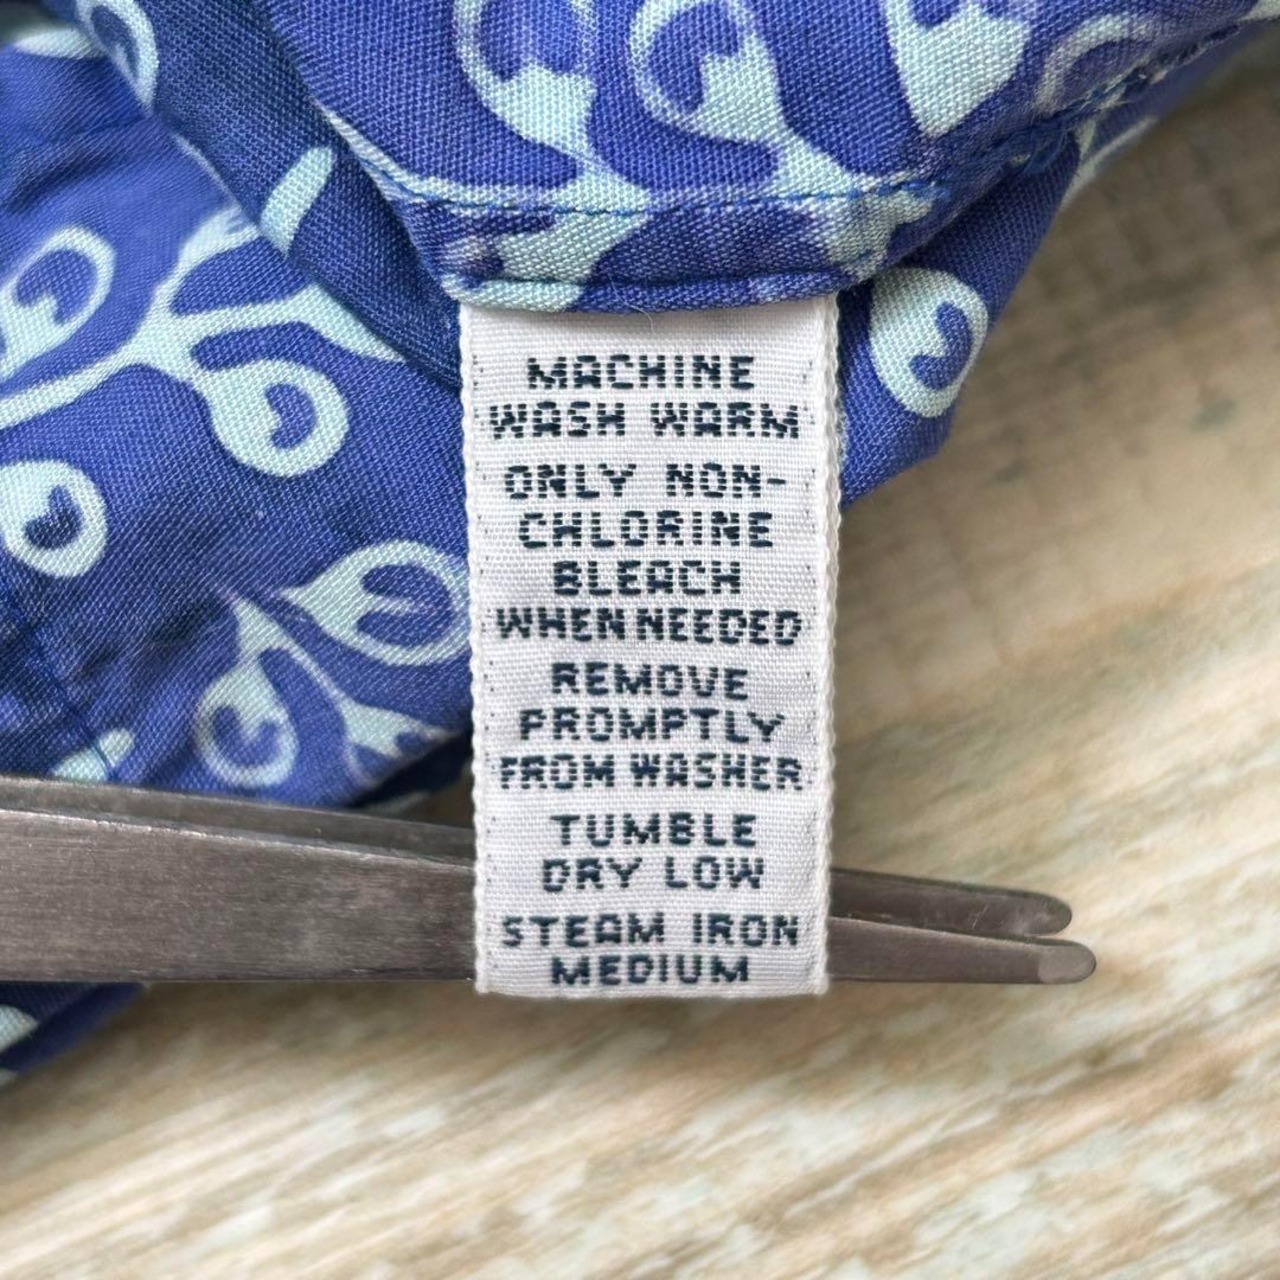 MACHINE
WASH WARM
ONLY NON-
CHLORINE
BLEACH
WHEN NEEDED
REMOVE
PROMPTLY
FROM WASHER
TUMBLE
DRY LOW
STEAM IRON
MEDIUM